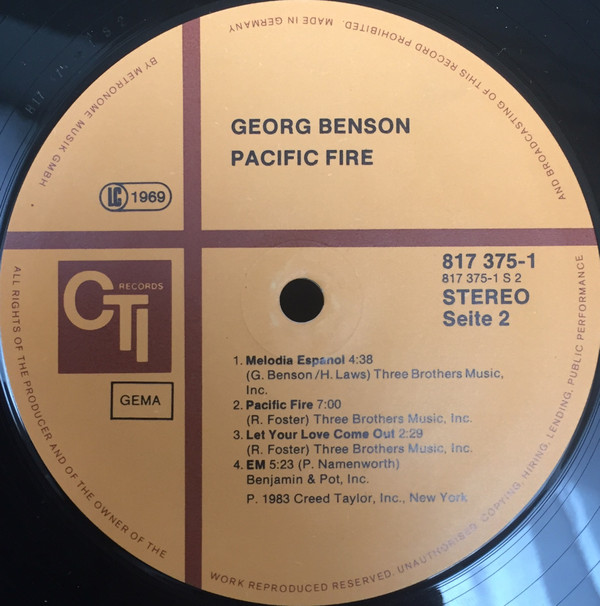 GEORG BENSON
PACIFIC FIRE
LC 1969
CTI RECORDS
GEMA
817 375-1
817 375-1 S 2
STEREO
Seite 2
1. Melodia Espanol 4:38
(G. Benson/H. Laws) Three Brothers Music,
Inc.
2. Pacific Fire 7:00
(R. Foster) Three Brothers Music, Inc.
3. Let Your Love Come Out 2:29
(R. Foster) Three Brothers Music, Inc.
4. EM 5:23 (P. Namenworth)
Benjamin & Pot, Inc.
P. 1983 Creed Taylor, Inc., New York
ALL RIGHTS OF THE PRODUCER AND OF THE OWNER OF THE
WORK REPRODUCED RESERVED. UNAUTHORISED COPYING, HIRING, LENDING, PUBLIC PERFORMANCE
AND BROADCASTING OF THIS RECORD PROHIBITED. MADE IN GERMANY
BY METRONOME MUSIK GMBH